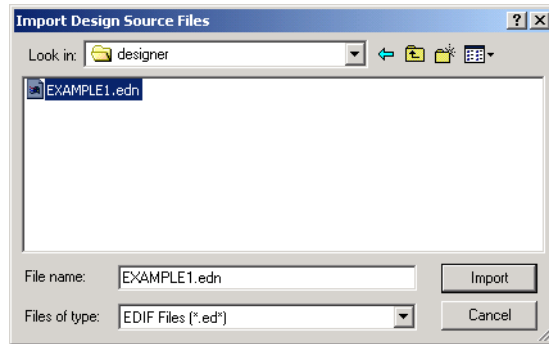 Import Design Source Files
Look in: designer
EXAMPLE1.edn
File name: EXAMPLE1.edn Import
Files of type: EDIF Files (*.ed*) Cancel